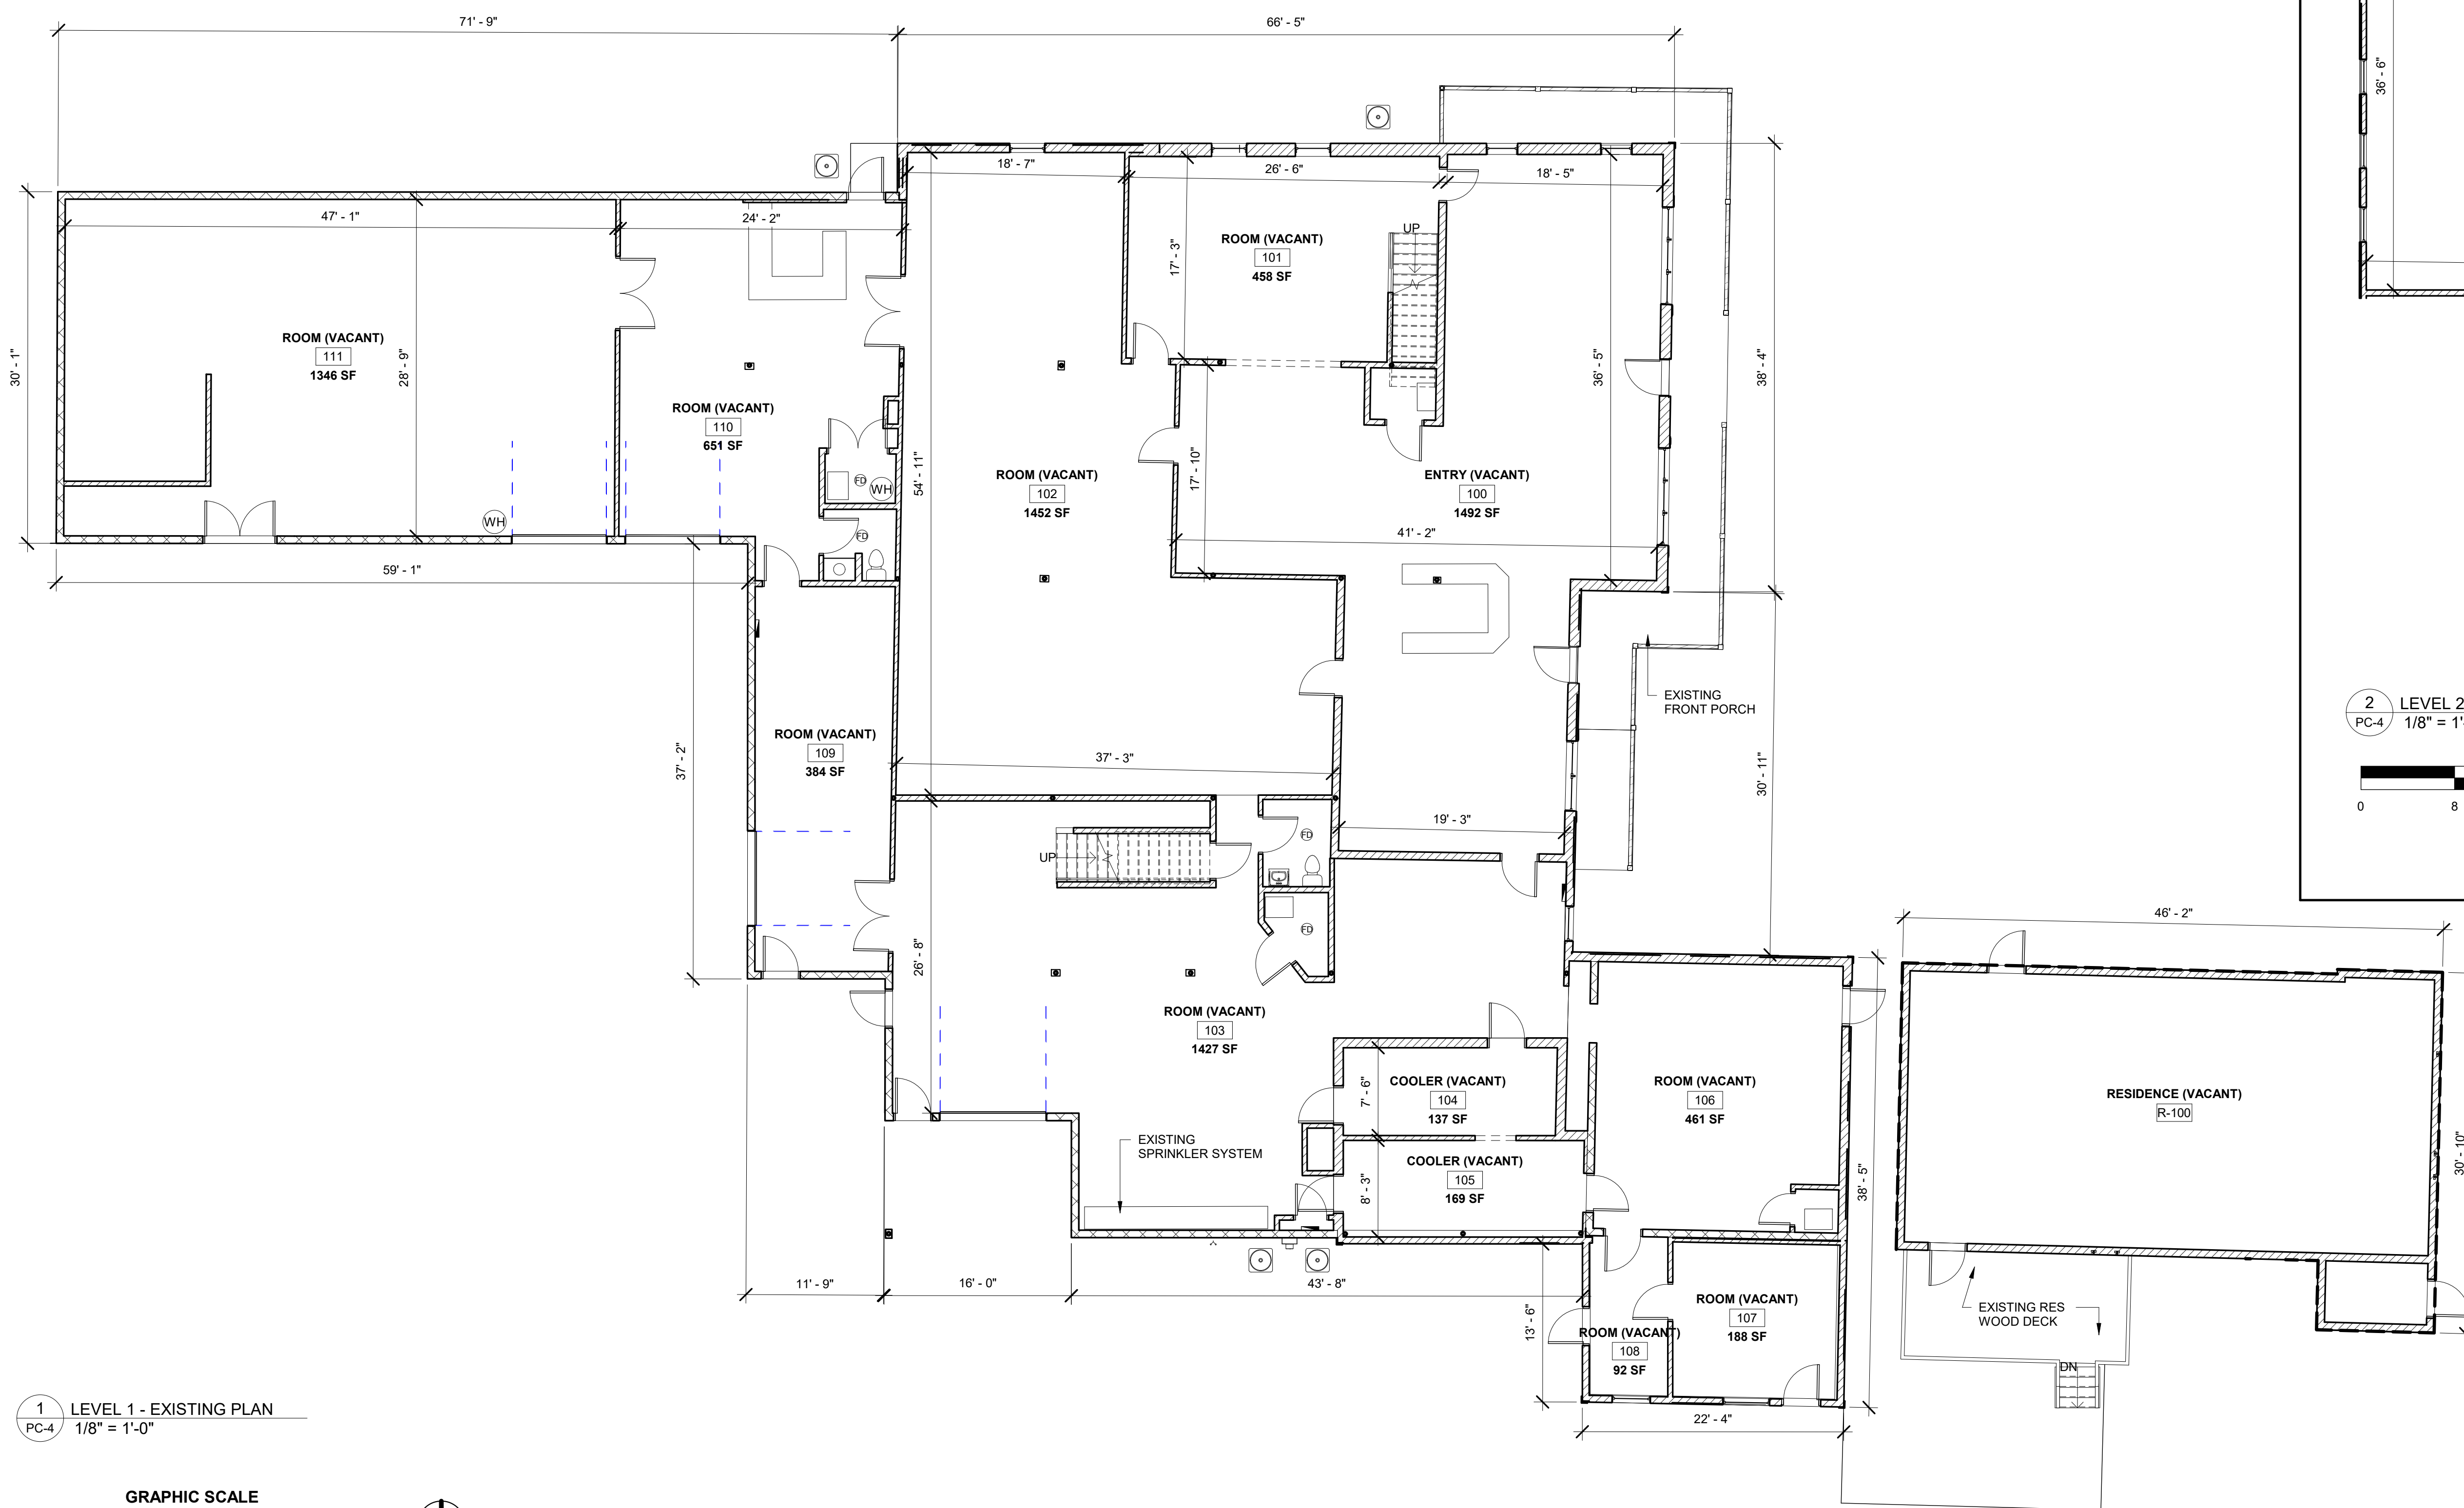 71' - 9"
66' - 5"
36' - 6"
18' - 7"
26' - 6"
18' - 5"
47' - 1"
24' - 2"
30' - 1"
28' - 9"
17' - 3"
UP
ROOM (VACANT)
101
458 SF
ROOM (VACANT)
111
1346 SF
36' - 5"
38' - 4"
ROOM (VACANT)
110
651 SF
54' - 11"
ROOM (VACANT)
102
1452 SF
17' - 10"
ENTRY (VACANT)
100
1492 SF
FD
WH
WH
FD
41' - 2"
59' - 1"
EXISTING
FRONT PORCH
2
PC-4
LEVEL 2
1/8" = 1'-
0
8
ROOM (VACANT)
109
384 SF
37' - 2"
37' - 3"
30' - 11"
19' - 3"
UP
FD
FD
26' - 8"
46' - 2"
ROOM (VACANT)
103
1427 SF
COOLER (VACANT)
104
137 SF
7' - 6"
ROOM (VACANT)
106
461 SF
RESIDENCE (VACANT)
R-100
EXISTING
SPRINKLER SYSTEM
COOLER (VACANT)
105
169 SF
8' - 3"
38' - 5"
30' - 10"
11' - 9"
16' - 0"
43' - 8"
13' - 6"
ROOM (VACANT)
107
188 SF
ROOM (VACANT)
108
92 SF
EXISTING RES
WOOD DECK
DN
22' - 4"
1
PC-4
LEVEL 1 - EXISTING PLAN
1/8" = 1'-0"
GRAPHIC SCALE